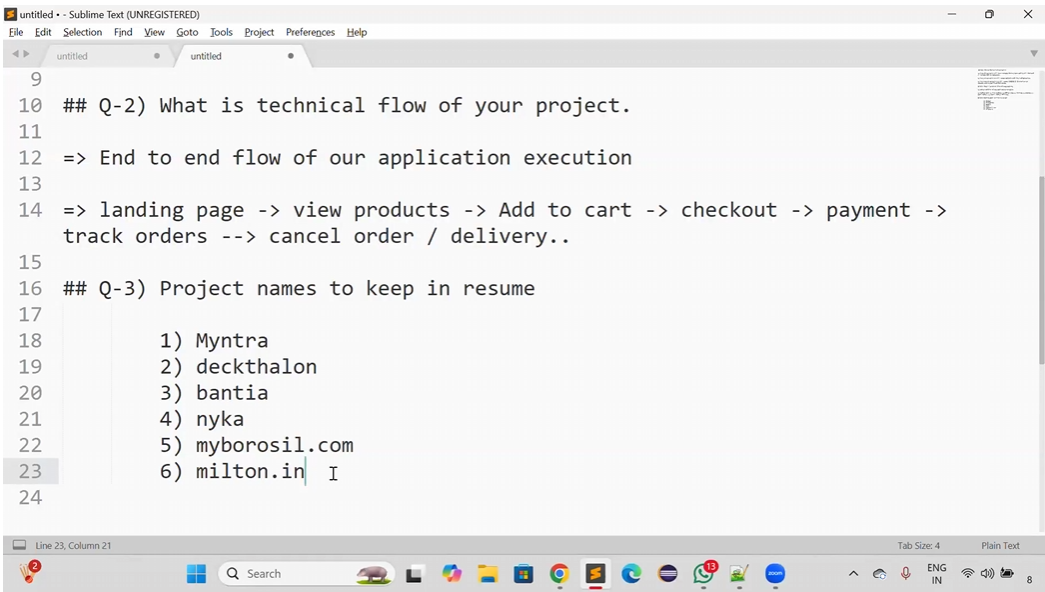 untitled • - Sublime Text (UNREGISTERED)
File Edit Selection Find View Goto Tools Project Preferences Help
untitled untitled
9
10 ## Q-2) What is technical flow of your project.
11
12 => End to end flow of our application execution
13
14 => landing page -> view products -> Add to cart -> checkout -> payment ->
track orders --> cancel order / delivery..
15
16 ## Q-3) Project names to keep in resume
17
18 1) Myntra
19 2) deckthalon
20 3) bantia
21 4) nyka
22 5) myborosil.com
23 6) milton.in
24
Line 23, Column 21 Tab Size: 4 Plain Text
2 Search 13 zoom ENG
IN 8